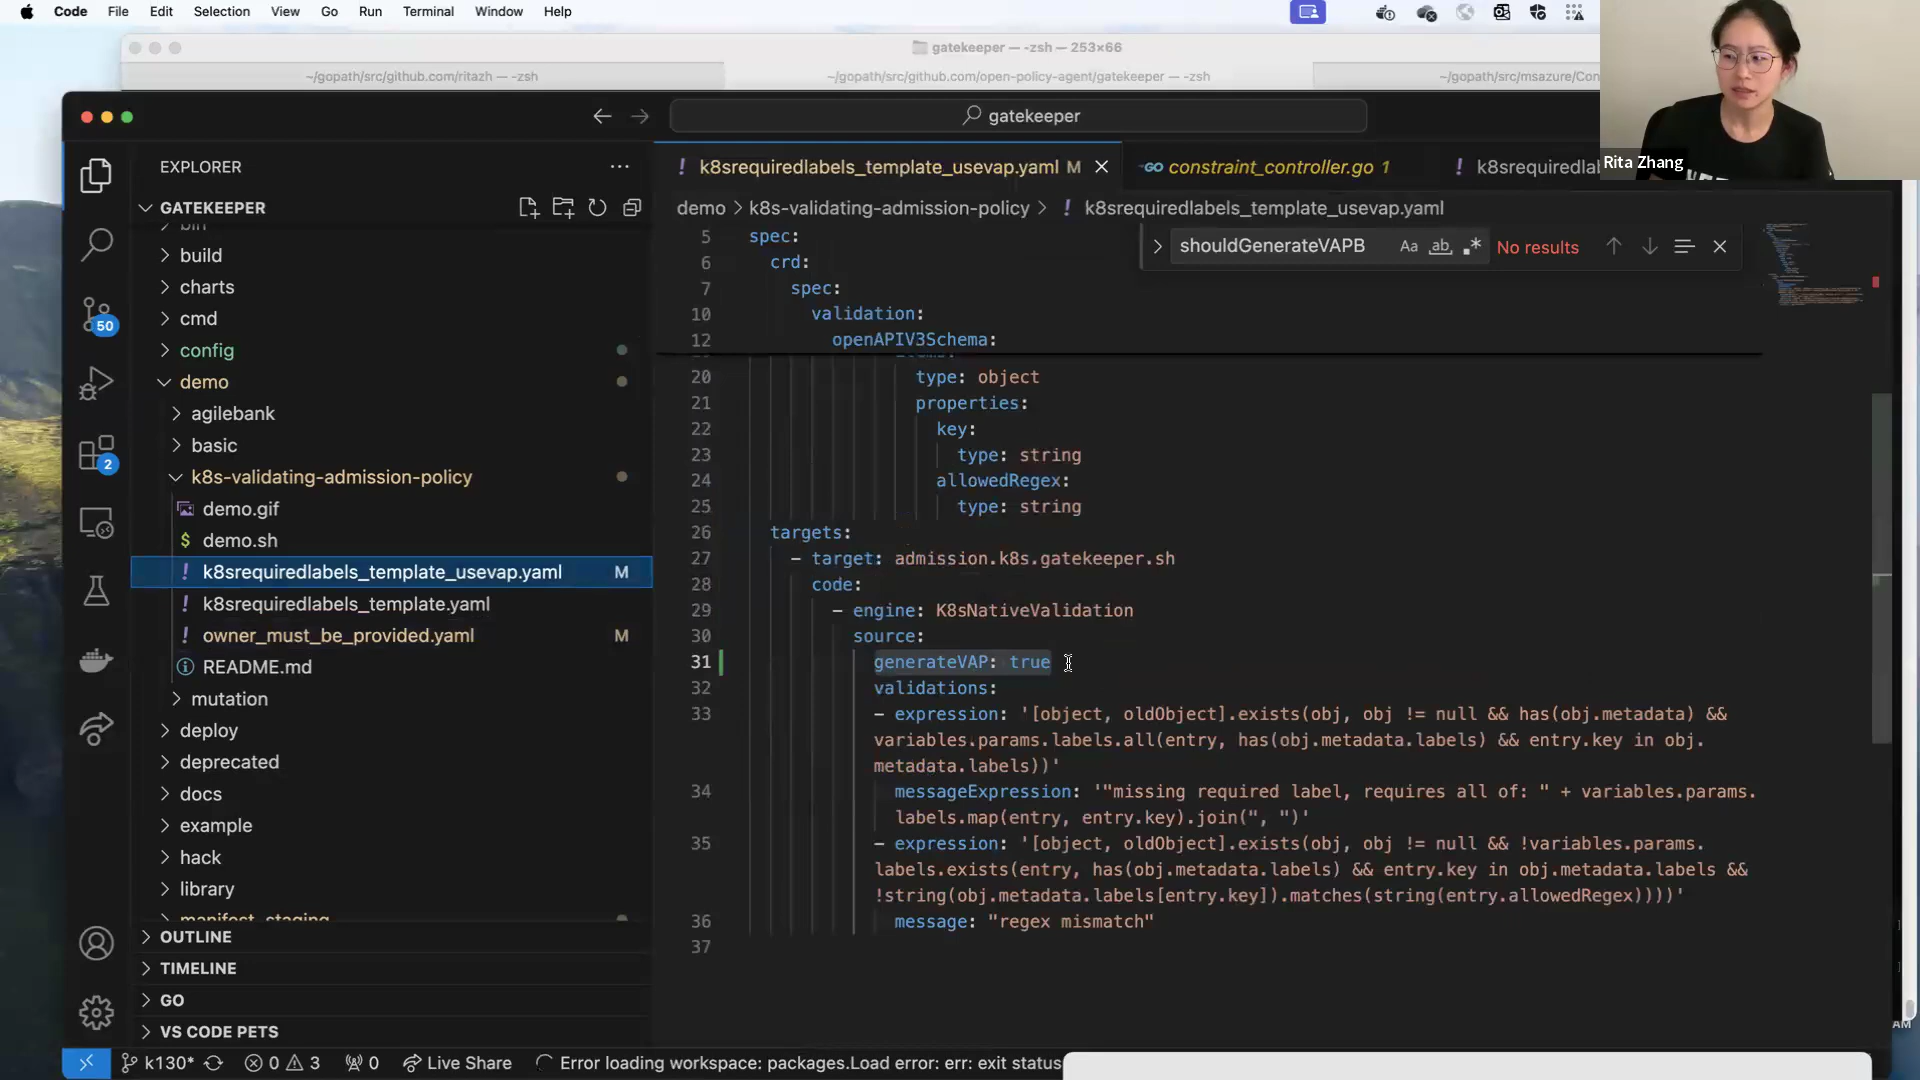 Code File Edit Selection View Go Run Terminal Window Help
gatekeeper — -zsh — 253×66
~/gopath/src/github.com/ritazh — -zsh
~/gopath/src/github.com/open-policy-agent/gatekeeper — -zsh
~/gopath/src/msazure/Con
gatekeeper
Rita Zhang
EXPLORER
k8srequiredlabels_template_usevap.yaml M
constraint_controller.go 1
k8srequiredlab
GATEKEEPER
demo > k8s-validating-admission-policy > ! k8srequiredlabels_template_usevap.yaml
shouldGenerateVAPB Aa ab No results
bin
build
charts
cmd
config
demo
agilebank
basic
k8s-validating-admission-policy
demo.gif
demo.sh
k8srequiredlabels_template_usevap.yaml M
k8srequiredlabels_template.yaml
owner_must_be_provided.yaml M
README.md
mutation
deploy
deprecated
docs
example
hack
library
manifest_staging
OUTLINE
TIMELINE
GO
VS CODE PETS
50
2
5 spec:
6 crd:
7 spec:
10 validation:
12 openAPIV3Schema:
20 type: object
21 properties:
22 key:
23 type: string
24 allowedRegex:
25 type: string
26 targets:
27 - target: admission.k8s.gatekeeper.sh
28 code:
29 - engine: K8sNativeValidation
30 source:
31 generateVAP: true
32 validations:
33 - expression: '[object, oldObject].exists(obj, obj != null && has(obj.metadata) &&
variables.params.labels.all(entry, has(obj.metadata.labels) && entry.key in obj.
metadata.labels))'
34 messageExpression: '"missing required label, requires all of: " + variables.params.
labels.map(entry, entry.key).join(", ")'
35 - expression: '[object, oldObject].exists(obj, obj != null && !variables.params.
labels.exists(entry, has(obj.metadata.labels) && entry.key in obj.metadata.labels &&
!string(obj.metadata.labels[entry.key]).matches(string(entry.allowedRegex))))'
36 message: "regex mismatch"
37
k130* 0 3 0 Live Share Error loading workspace: packages.Load error: err: exit status
AM